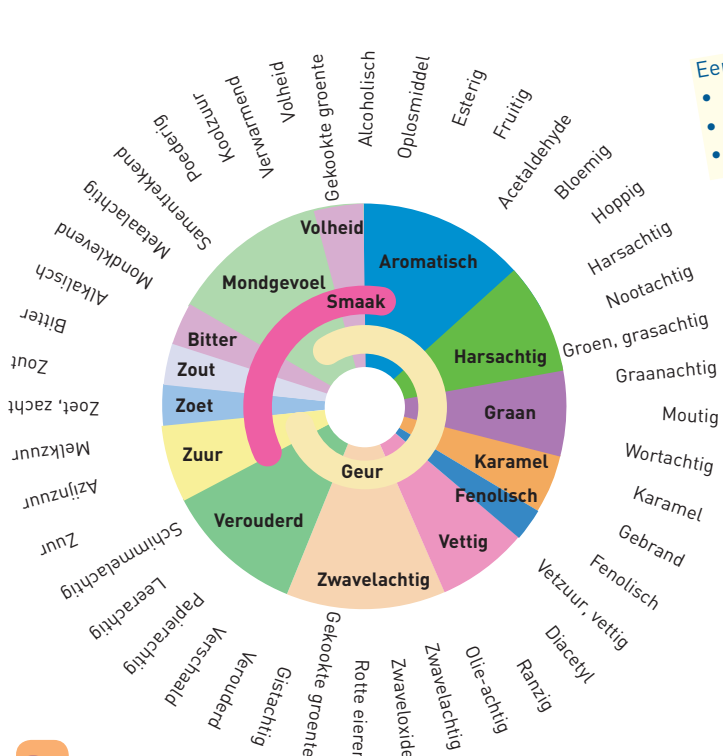 Alcoholisch
Oplosmiddel
Esterig
Fruitig
Acetaldehyde
Bloemig
Hoppig
Harsachtig
Nootachtig
Groen, grasachtig
Graanachtig
Moutig
Wortachtig
Karamel
Gebrand
Fenolisch
Vetzuur, vettig
Diacetyl
Ranzig
Olie-achtig
Zwavelachtig
Zwaveloxide
Rotte eieren
Gekookte groente
Gistachtig
Verouderd
Verschaald
Papierachtig
Leerachtig
Schimmelachtig
Zuur
Azijnzuur
Melkzuur
Zoet, zacht
Zout
Bitter
Alkalisch
Mondklevend
Metaalachtig
Samentrekkend
Poederig
Koolzuur
Verwarmend
Volheid
Gekookte groente
Aromatisch
Harsachtig
Graan
Karamel
Fenolisch
Vettig
Zwavelachtig
Verouderd
Zuur
Zoet
Zout
Bitter
Mondgevoel
Volheid
Smaak
Geur